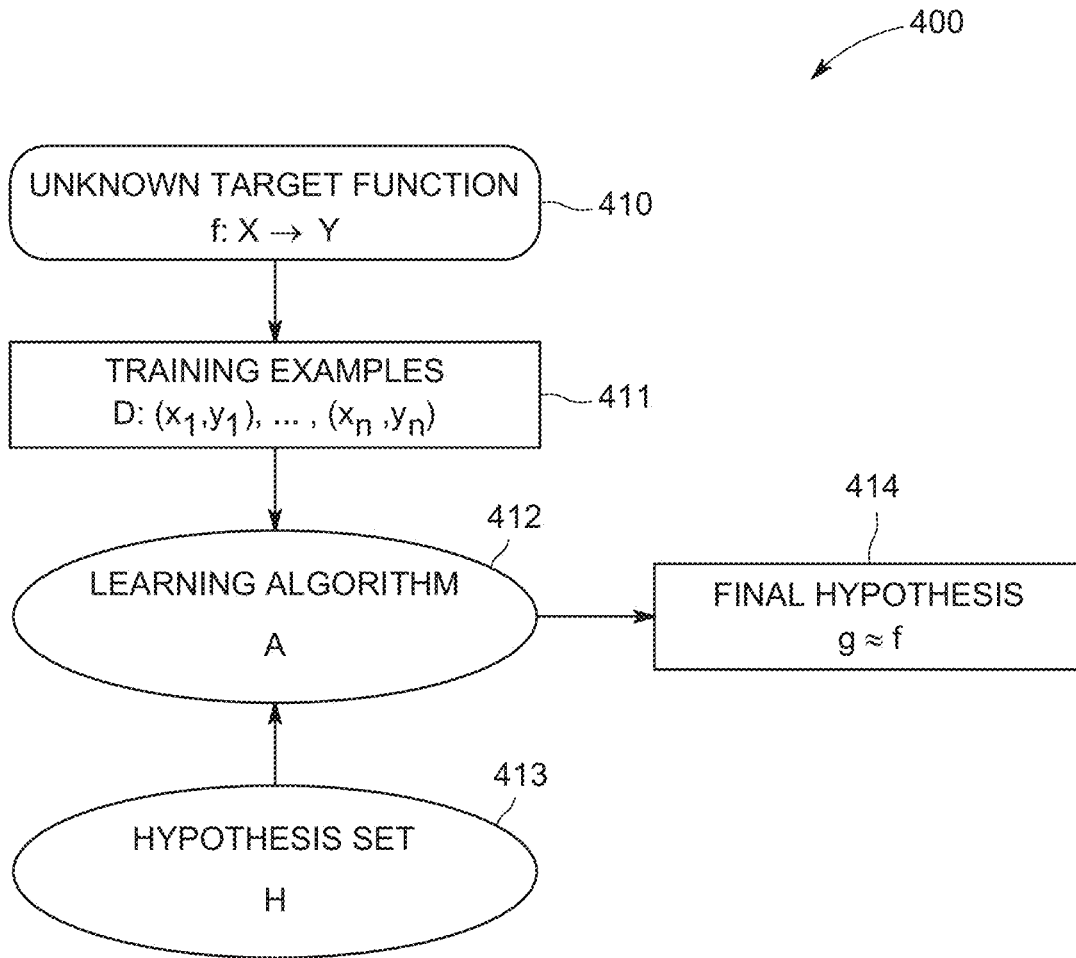 400
UNKNOWN TARGET FUNCTION
f: X → Y
410
TRAINING EXAMPLES
D: (x1,y1), ... , (xn ,yn)
411
412
LEARNING ALGORITHM
A
414
FINAL HYPOTHESIS
g ≈ f
413
HYPOTHESIS SET
H